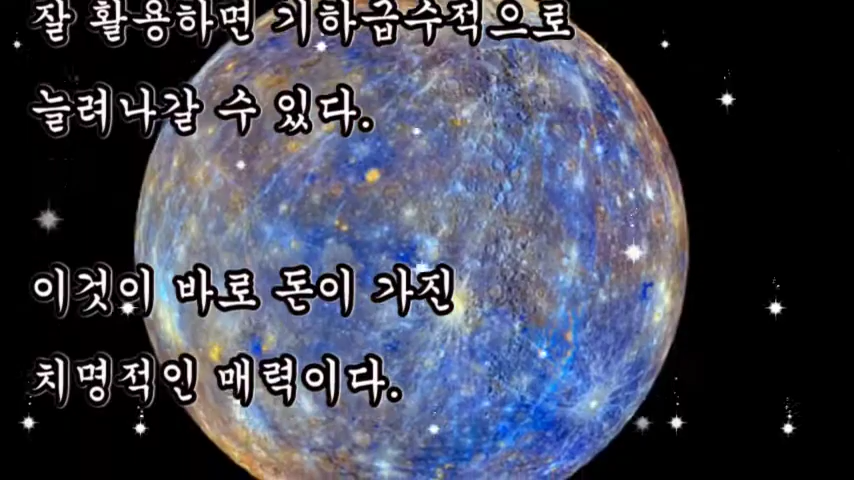 잘 활용하면 기하급수적으로
늘려나갈 수 있다.
이것이 바로 돈이 가진
치명적인 매력이다.